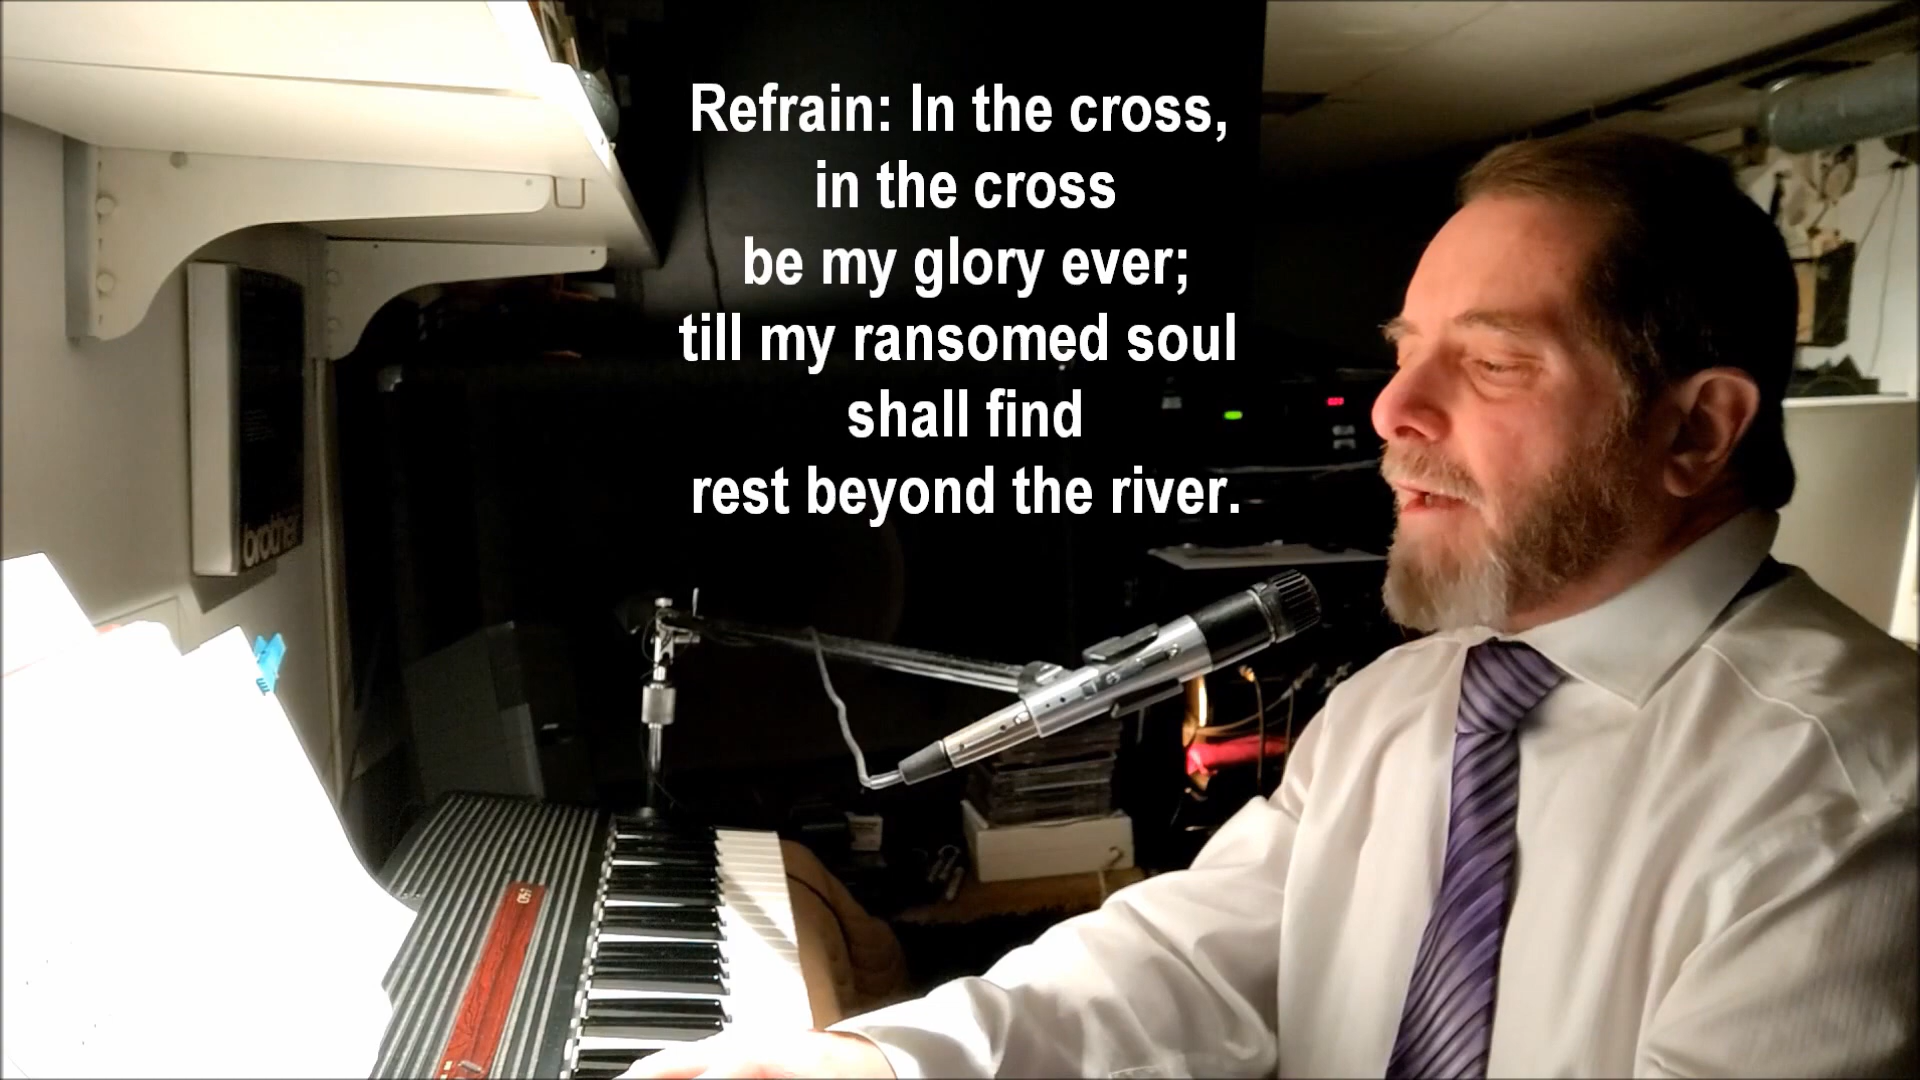 Refrain: In the cross,
in the cross
be my glory ever;
till my ransomed soul
shall find
rest beyond the river.
brother